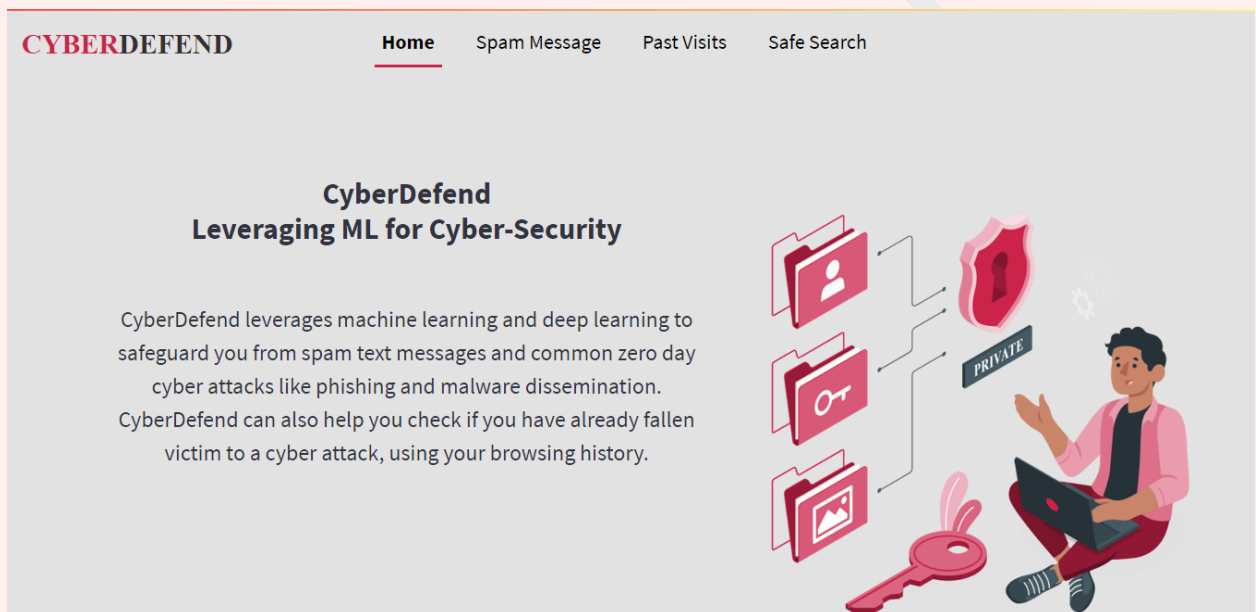 CYBERDEFEND
Home
Spam Message
Past Visits
Safe Search
CyberDefend
Leveraging ML for Cyber-Security
CyberDefend leverages machine learning and deep learning to
safeguard you from spam text messages and common zero day
cyber attacks like phishing and malware dissemination.
CyberDefend can also help you check if you have already fallen
victim to a cyber attack, using your browsing history.
PRIVATE